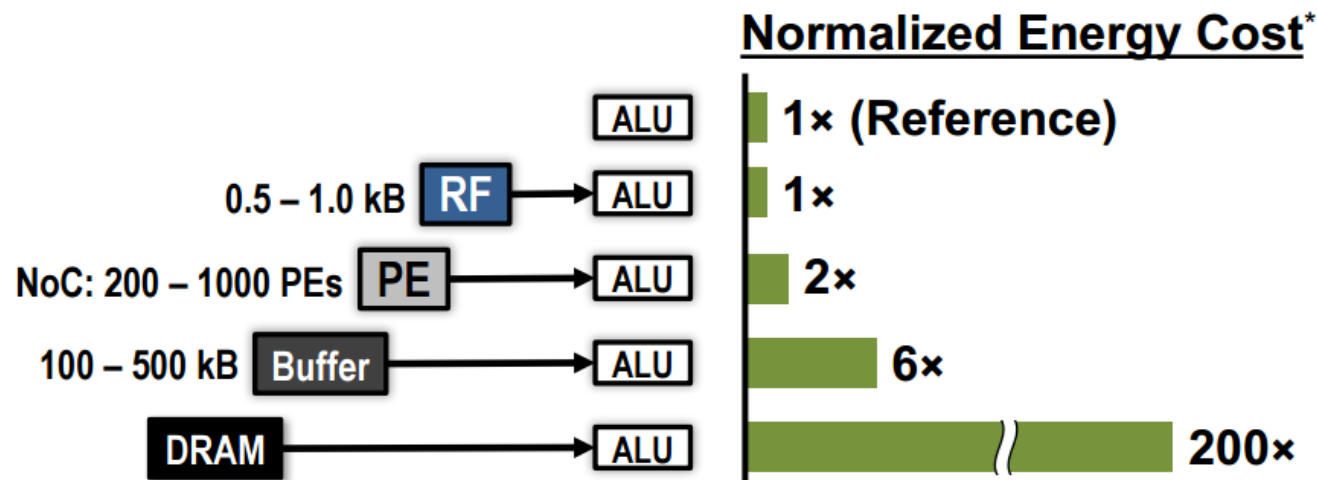 Normalized Energy Cost*
ALU 1× (Reference)
0.5 – 1.0 kB RF ALU 1×
NoC: 200 – 1000 PEs PE ALU 2×
100 – 500 kB Buffer ALU 6×
DRAM ALU 200×